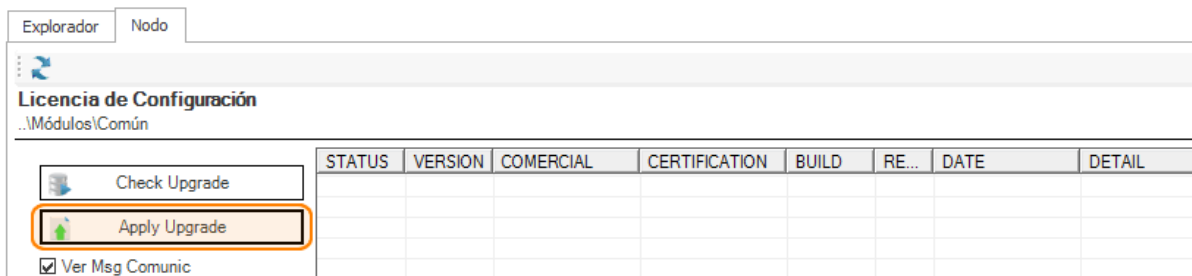 Explorador Nodo
Licencia de Configuración
..\Módulos\Común
STATUS VERSION COMERCIAL CERTIFICATION BUILD RE... DATE DETAIL
Check Upgrade
Apply Upgrade
Ver Msg Comunic